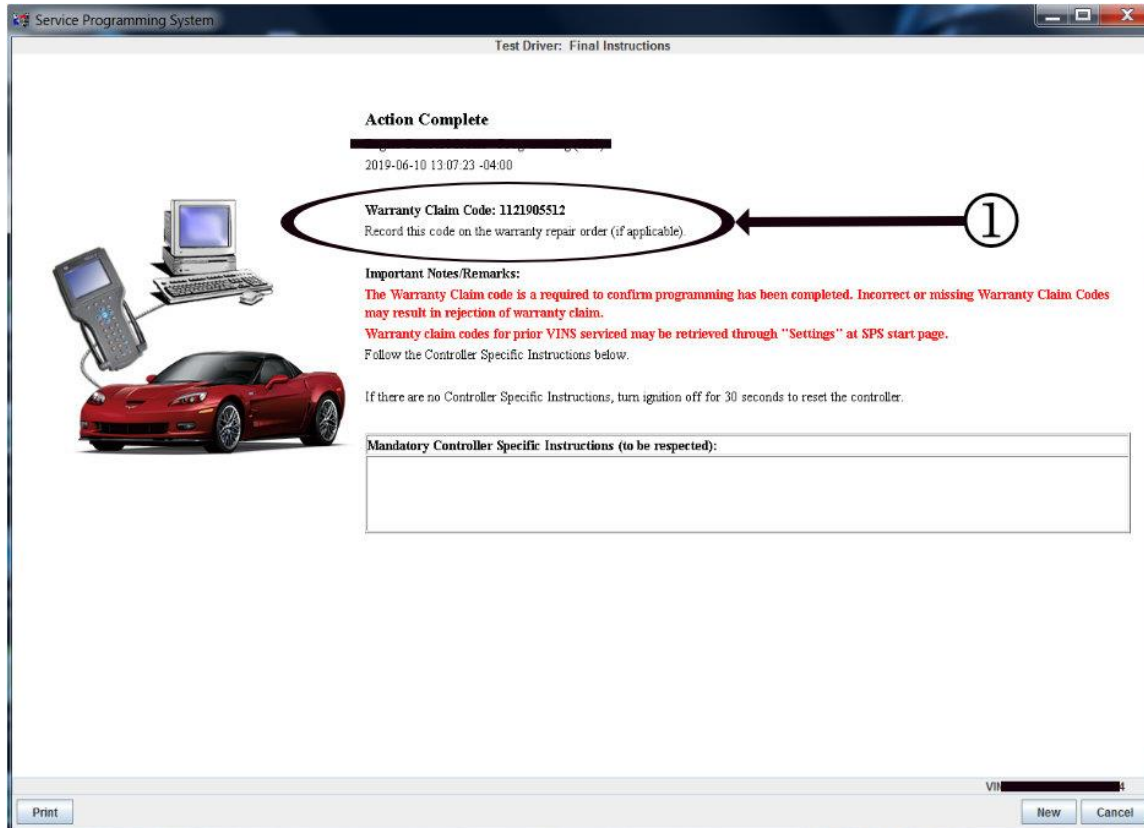 Service Programming System
Test Driver: Final Instructions
Action Complete
2019-06-10 13:07:23 -04:00
Warranty Claim Code: 1121905512
Record this code on the warranty repair order (if applicable).
1
Important Notes/Remarks:
The Warranty Claim code is a required to confirm programming has been completed. Incorrect or missing Warranty Claim Codes
may result in rejection of warranty claim.
Warranty claim codes for prior VINS serviced may be retrieved through "Settings" at SPS start page.
Follow the Controller Specific Instructions below.
If there are no Controller Specific Instructions, turn ignition off for 30 seconds to reset the controller.
Mandatory Controller Specific Instructions (to be respected):
4
Print
New
Cancel